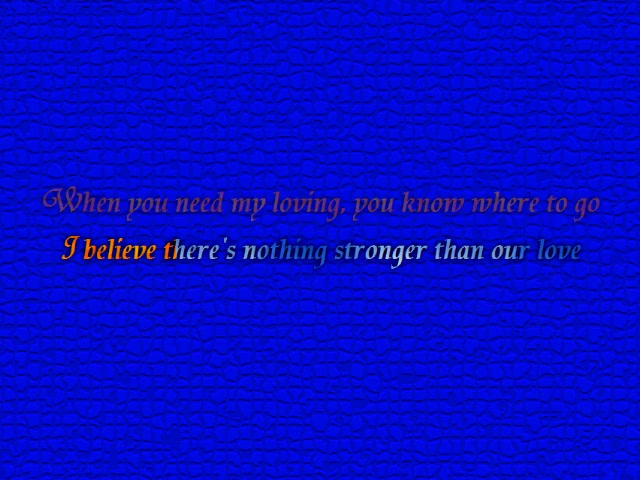 When you need my loving, you know where to go
I believe there's nothing stronger than our love